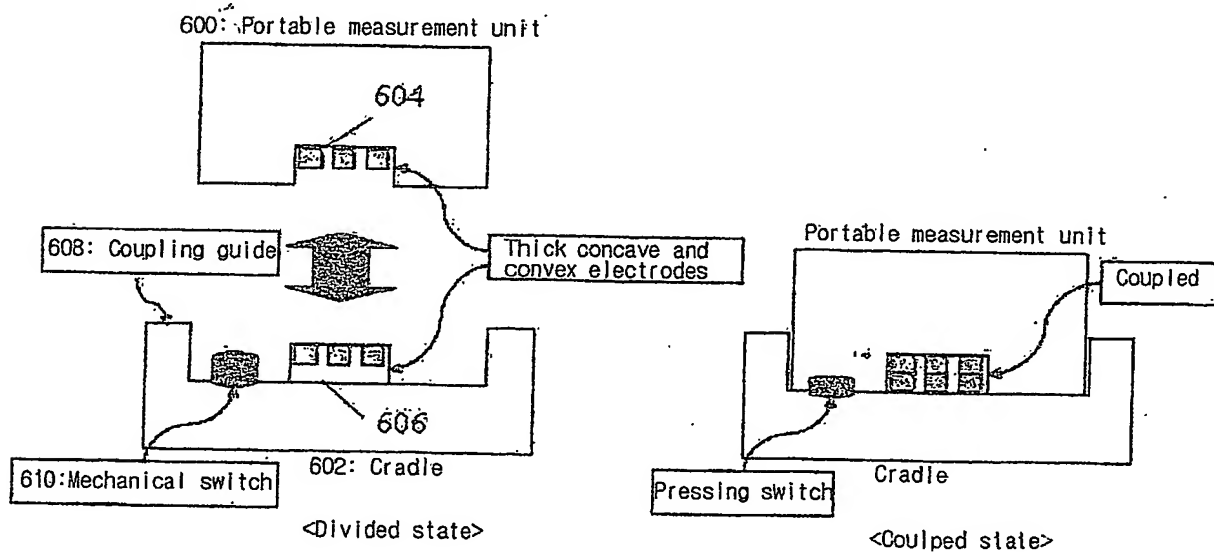 600: Portable measurement unit
604
608: Coupling guide
Thick concave and
convex electrodes
606
610:Mechanical switch
602: Cradle
<Divided state>
Portable measurement unit
Coupled
Pressing switch
Cradle
<Coulped state>